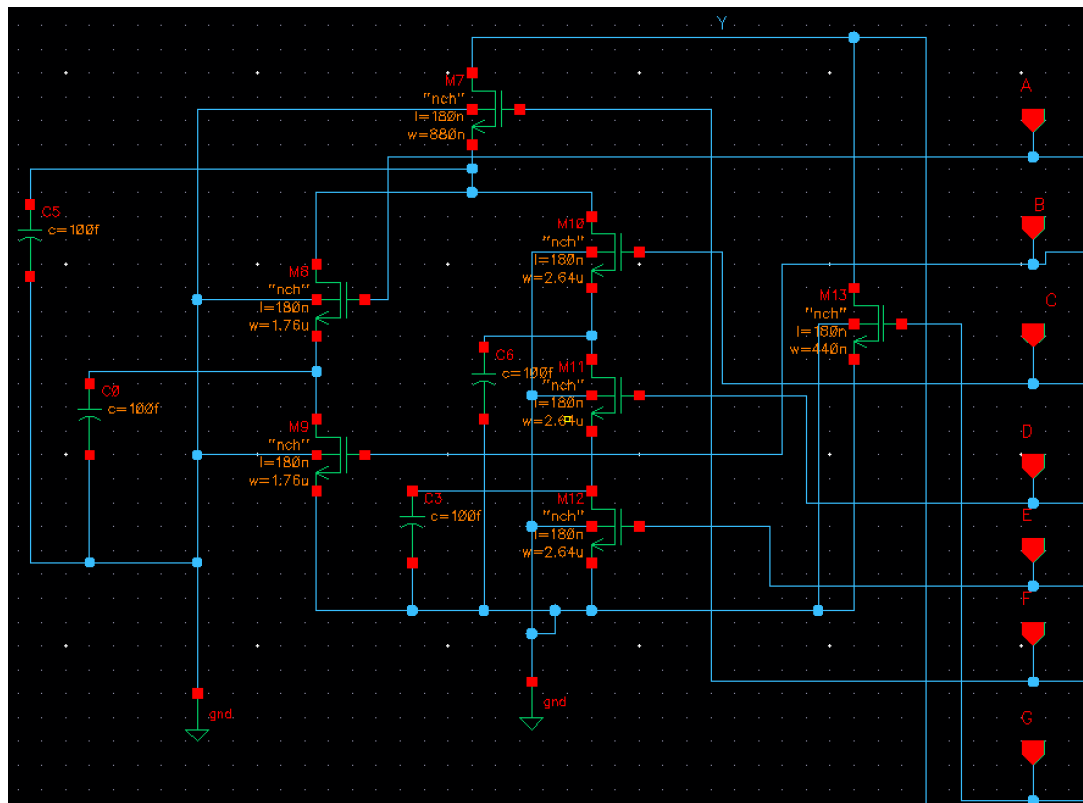 Y
M7
"nch"
l=180n
w=880n
A
B
C5
c=100f
M10
"nch"
l=180n
w=2.64u
M8
"nch"
l=180n
w=1.76u
M13
"nch"
l=180n
w=440n
C
C6
c=100f
M11
"nch"
l=180n
w=2.64u
C0
c=100f
M9
"nch"
l=180n
w=1.76u
D
C3
c=100f
M12
"nch"
l=180n
w=2.64u
E
F
gnd
gnd
G